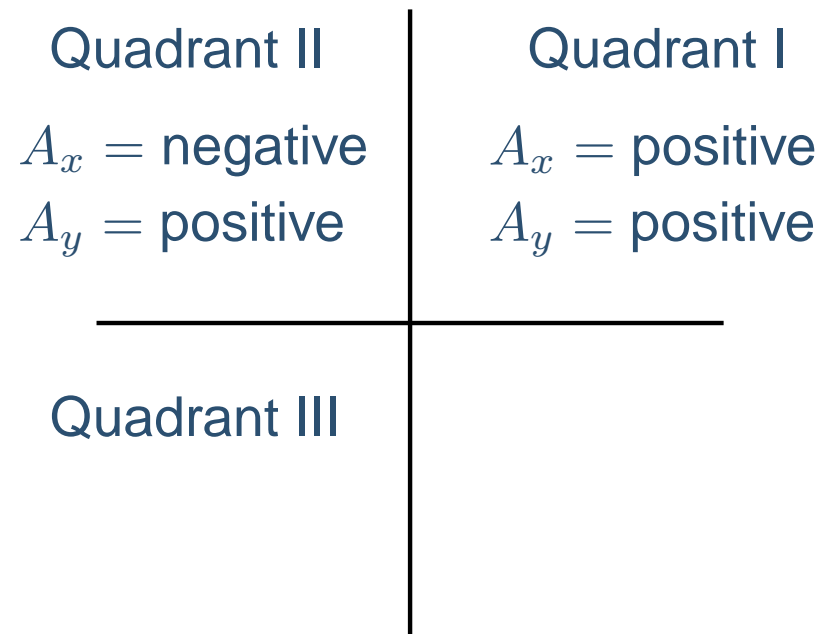 Quadrant II
A_x = negative
A_y = positive
Quadrant I
A_x = positive
A_y = positive
Quadrant III